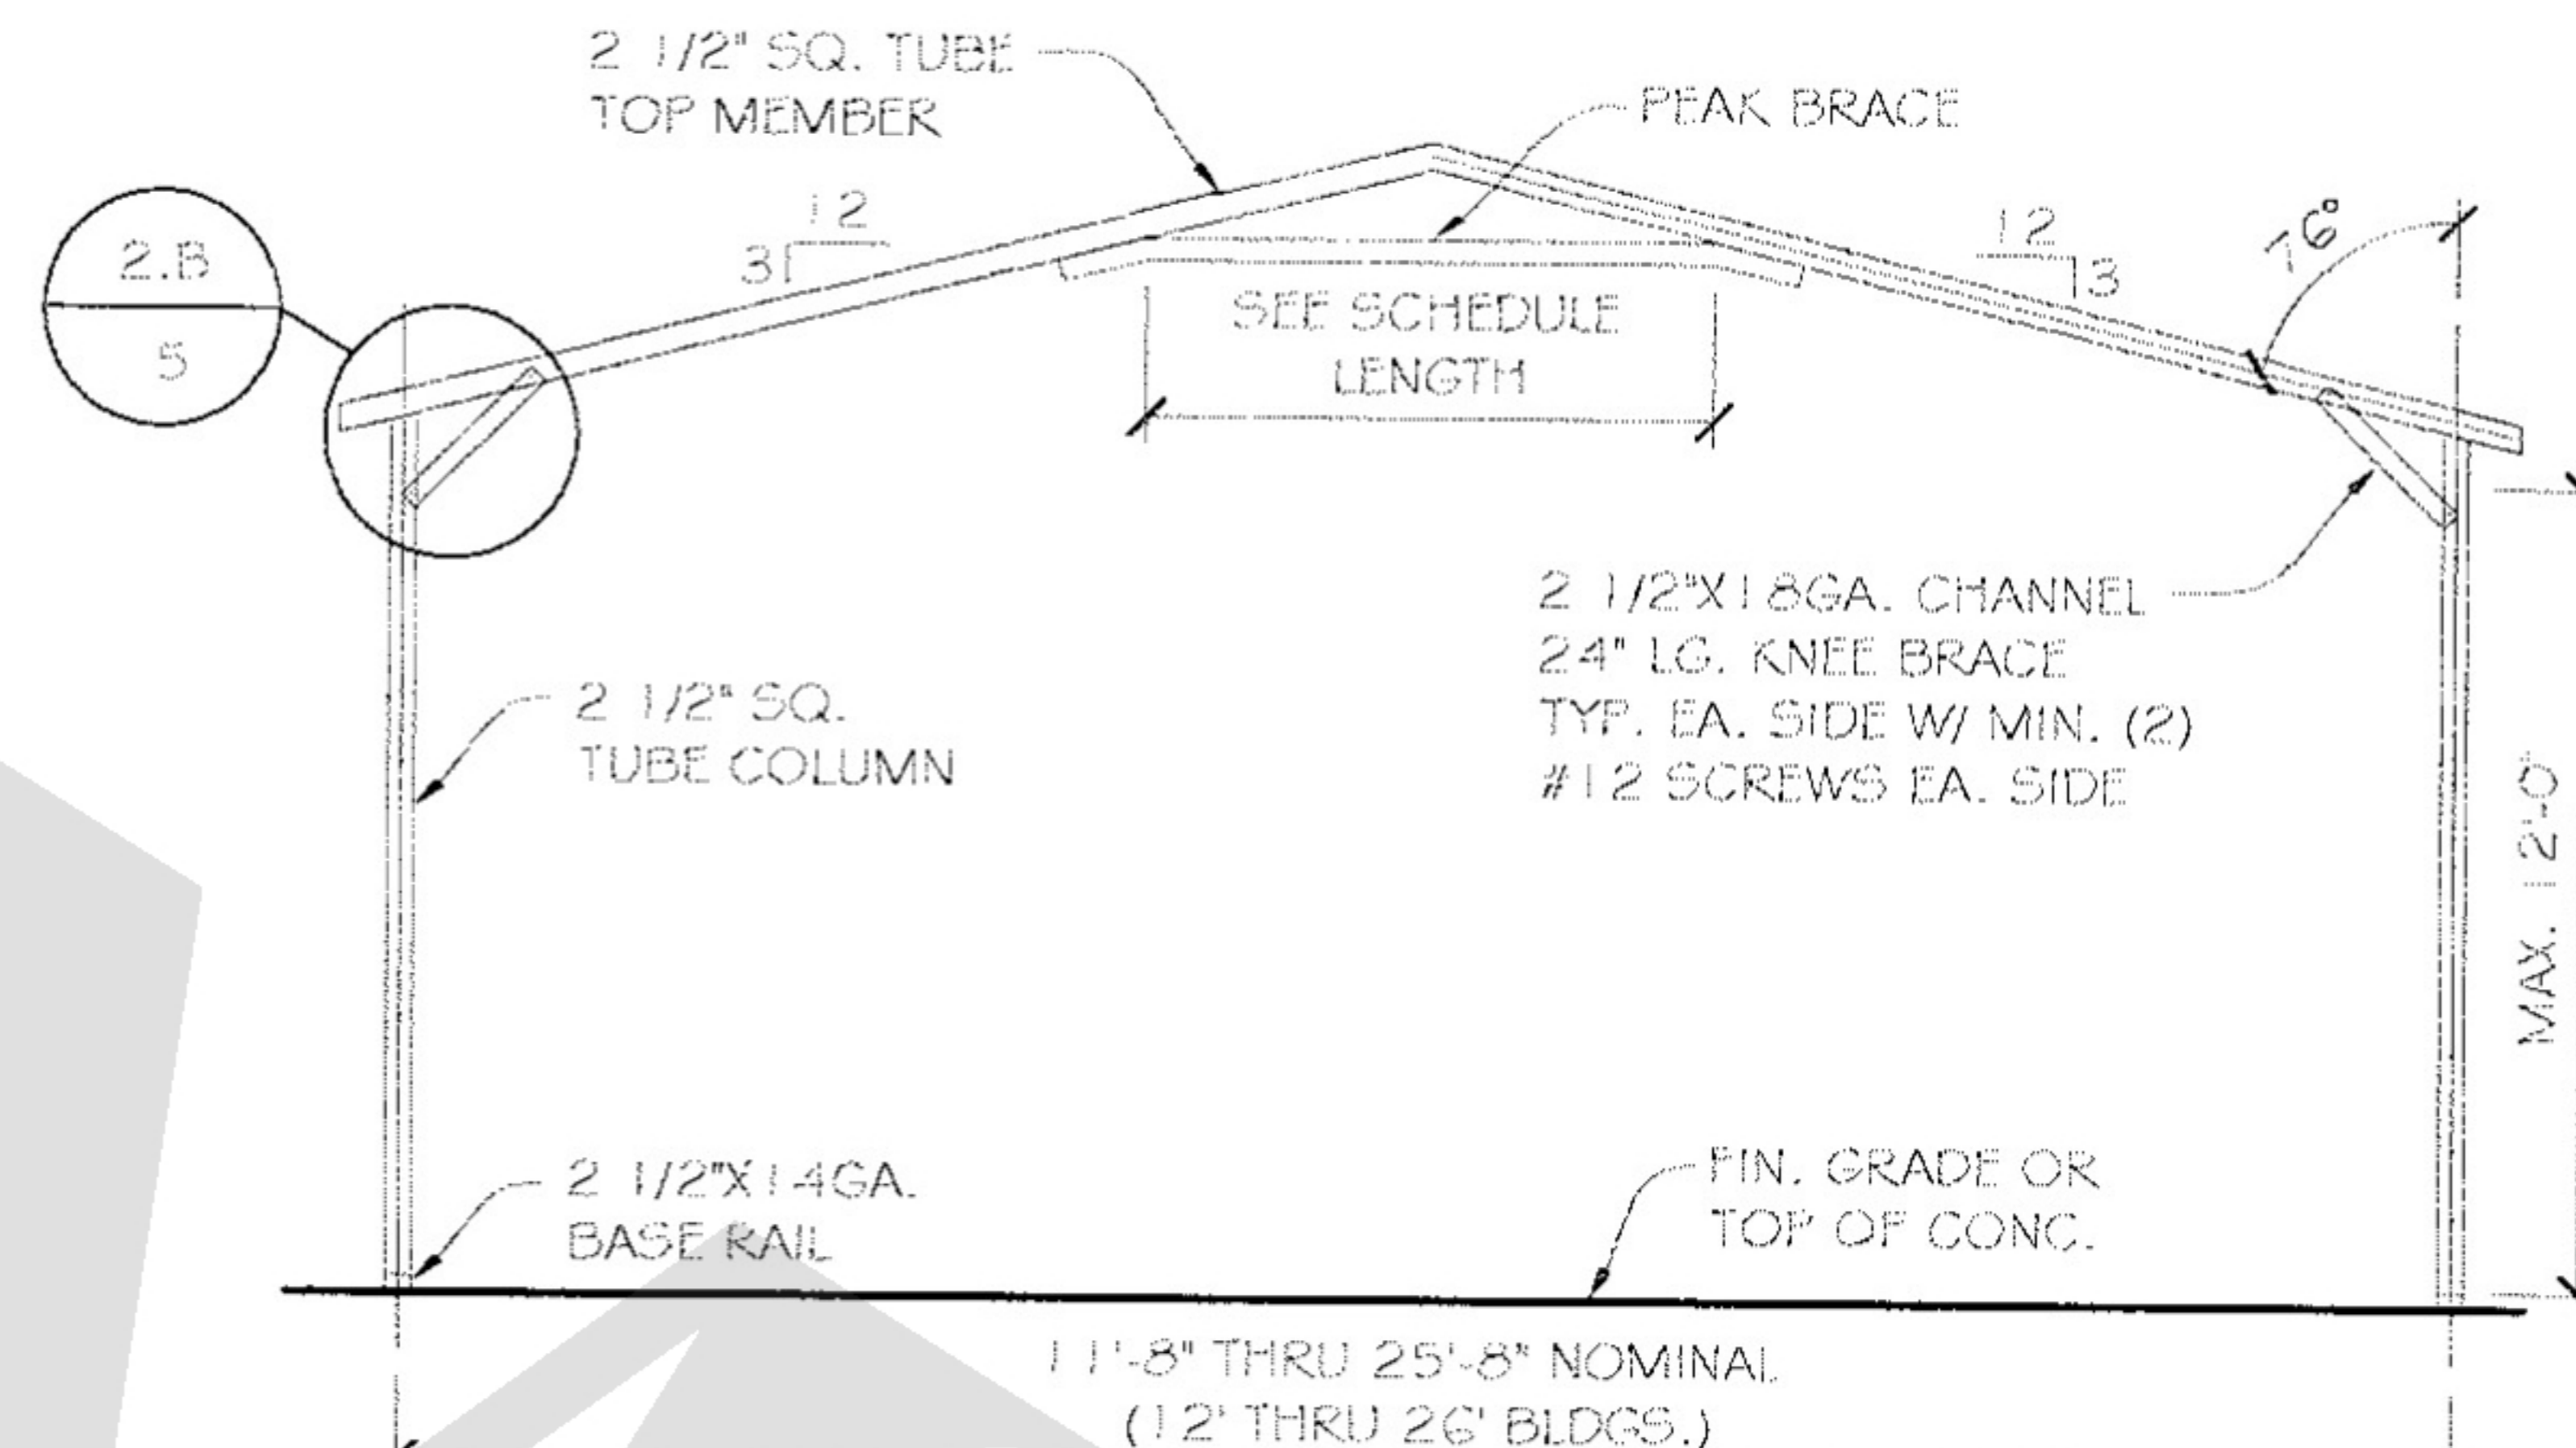 2 1/2" SQ. TUBE
TOP MEMBER
PEAK BRACE
2.B
5
12
3
12
3
76°
SEE SCHEDULE
LENGTH
2 1/2"X18GA. CHANNEL
24" LG. KNEE BRACE
TYP. EA. SIDE W/ MIN. (2)
#12 SCREWS EA. SIDE
2 1/2" SQ.
TUBE COLUMN
MAX. 12'-0"
2 1/2"X14GA.
BASE RAIL
FIN. GRADE OR
TOP OF CONC.
11'-8" THRU 25'-8" NOMINAL
(12' THRU 26' BLDGS.)